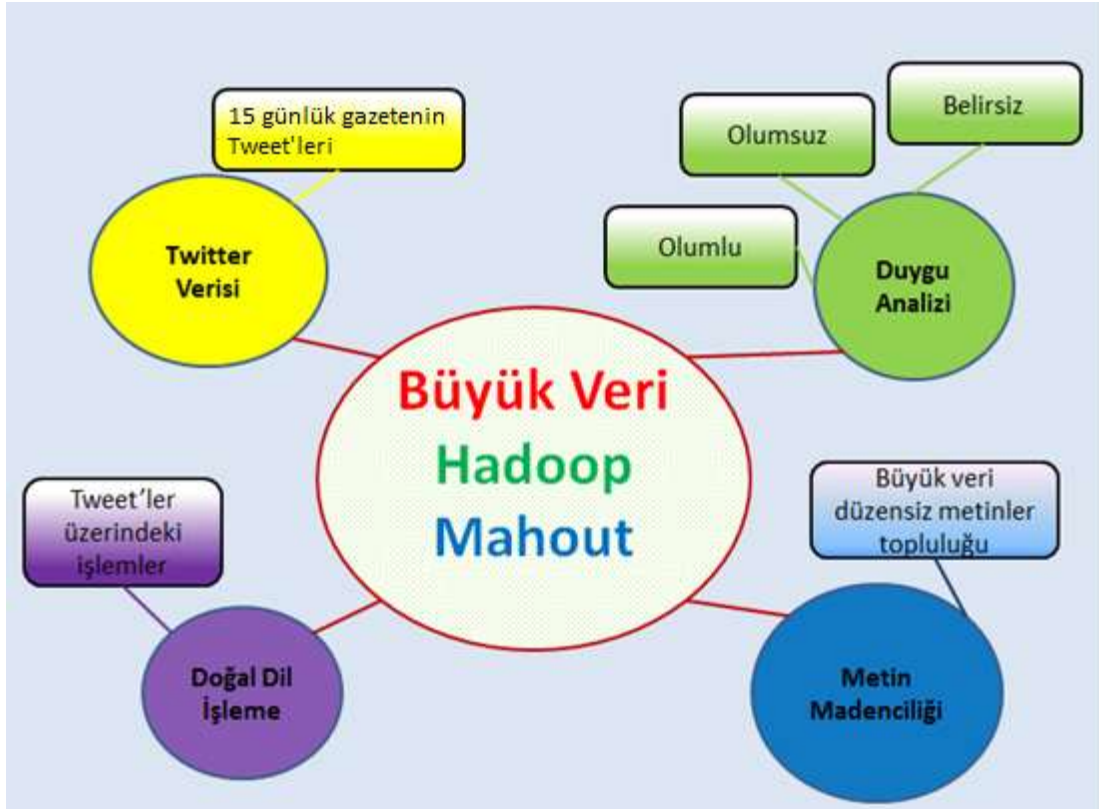 15 günlük gazetenin
Tweet'leri
Twitter
Verisi
Belirsiz
Olumsuz
Olumlu
Duygu
Analizi
Büyük Veri
Hadoop
Mahout
Tweet’ler
üzerindeki
işlemler
Doğal Dil
İşleme
Büyük veri
düzensiz metinler
topluluğu
Metin
Madenciliği